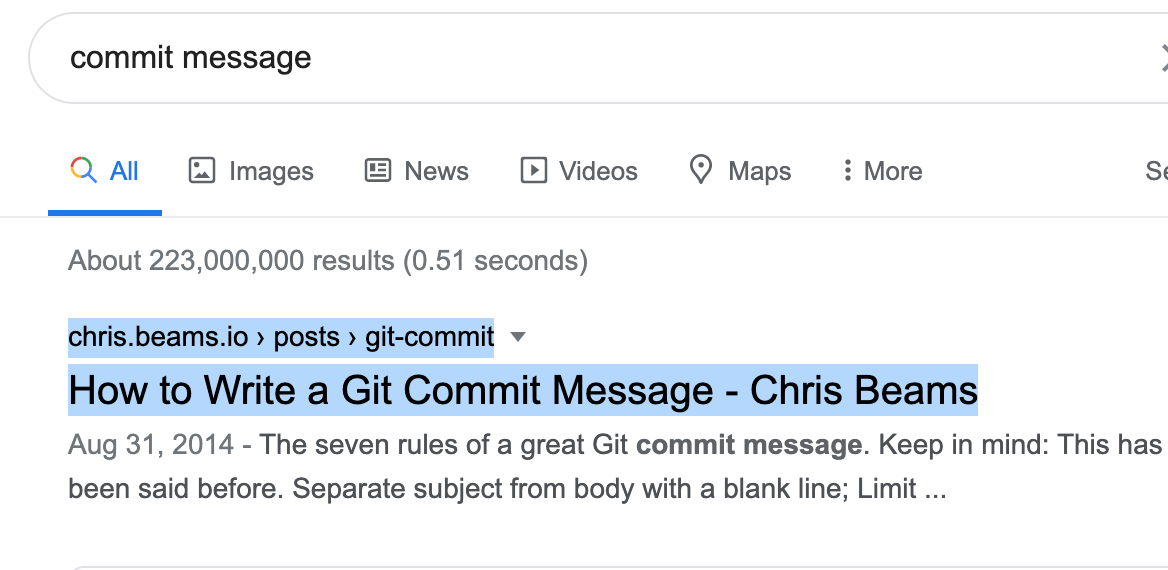 commit message
All Images News Videos Maps More
About 223,000,000 results (0.51 seconds)
chris.beams.io › posts › git-commit
How to Write a Git Commit Message - Chris Beams
Aug 31, 2014 - The seven rules of a great Git commit message. Keep in mind: This has
been said before. Separate subject from body with a blank line; Limit ...